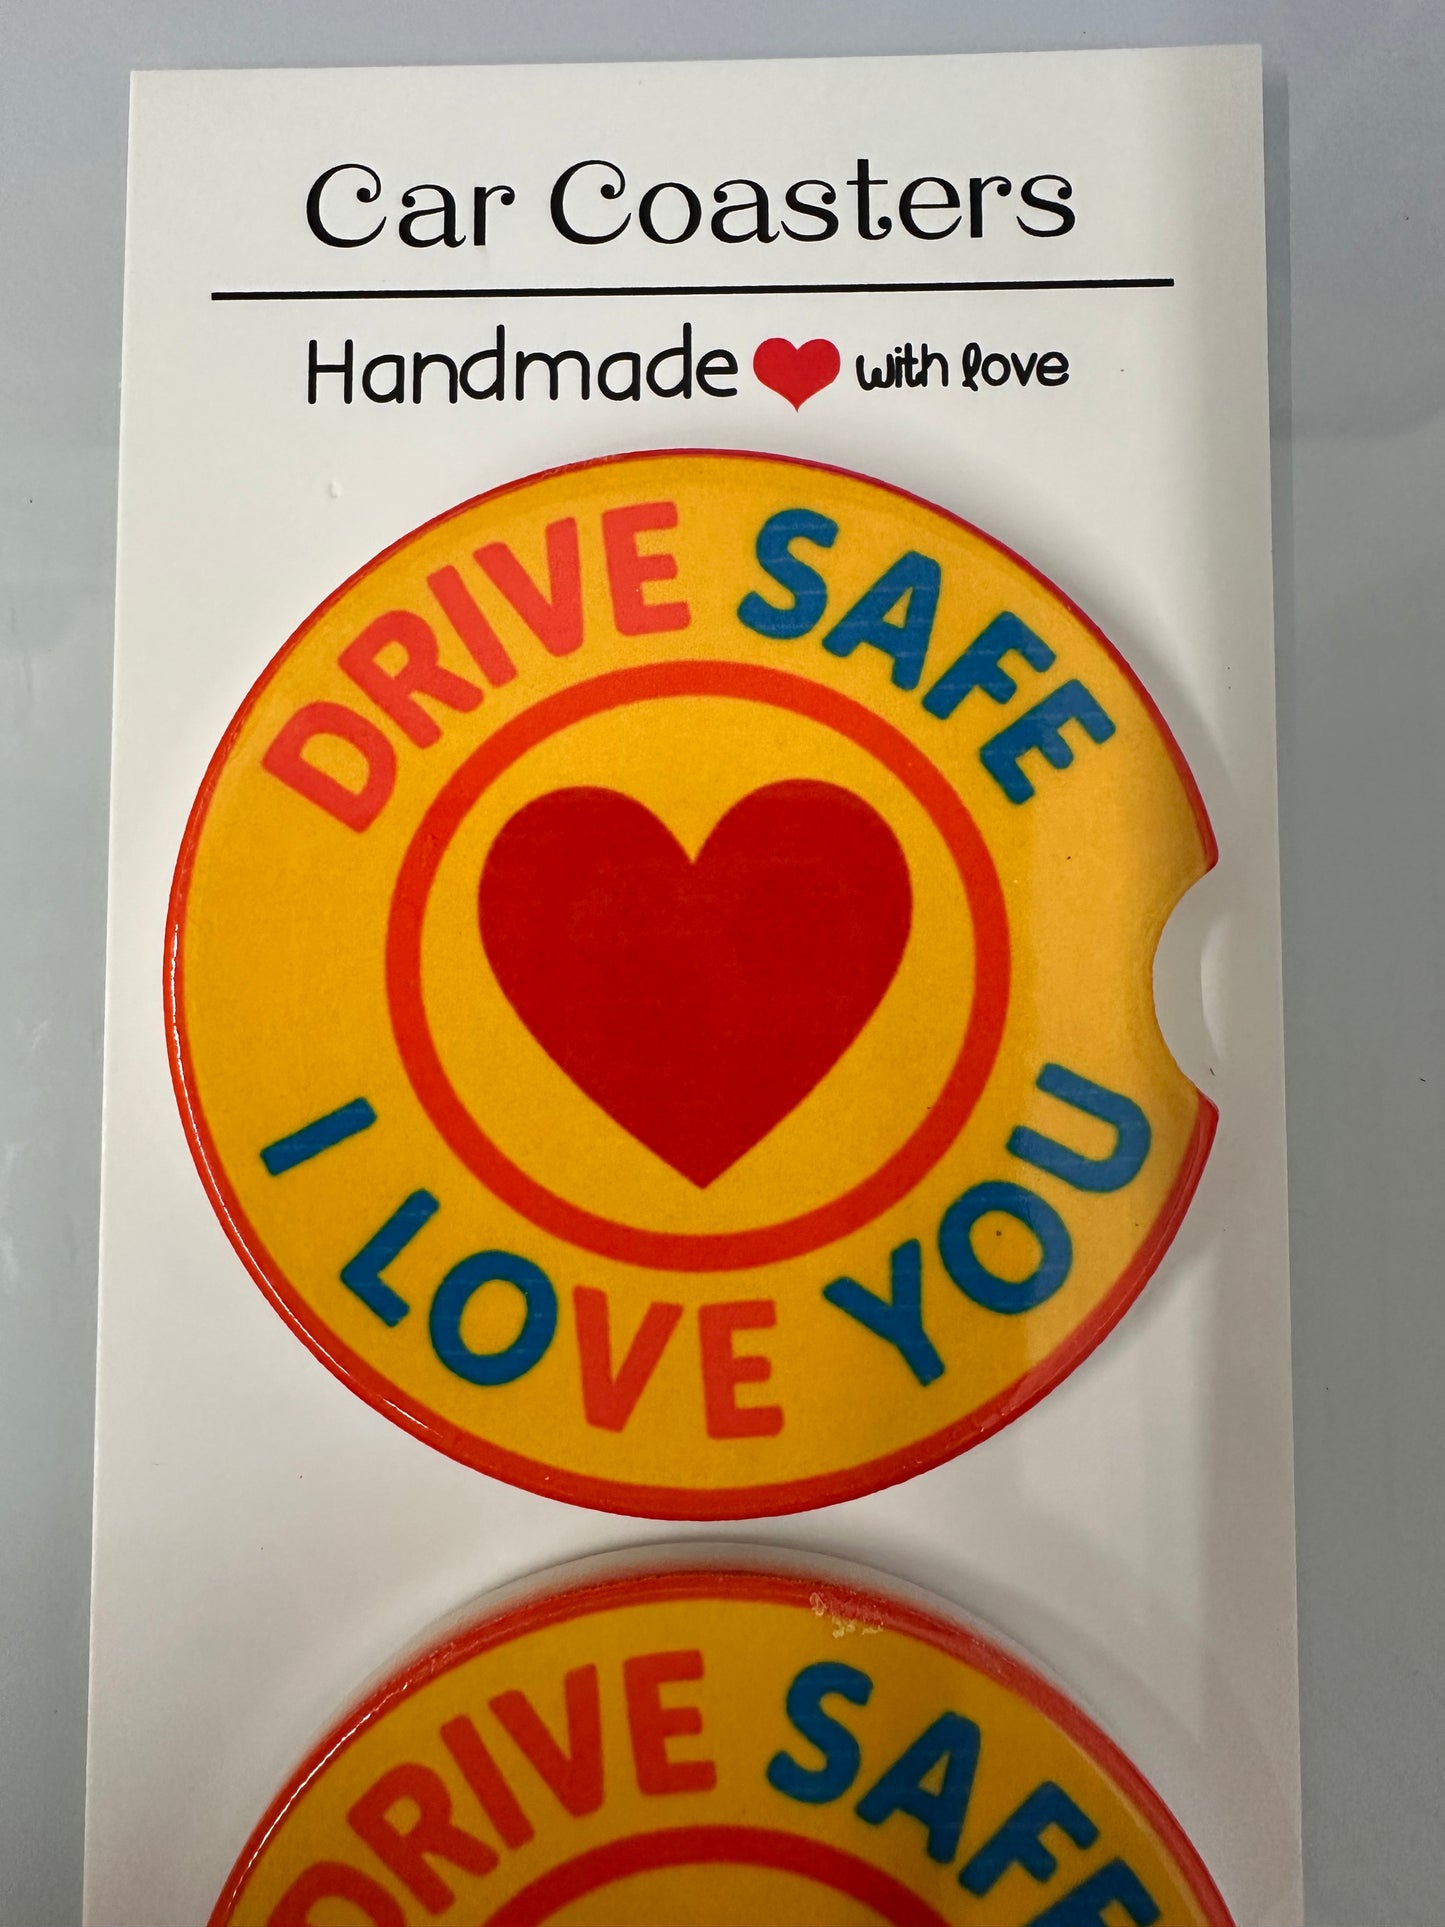 Car Coasters
Handmade with love
DRIVE SAFE
I LOVE YOU
DRIVE SAFE